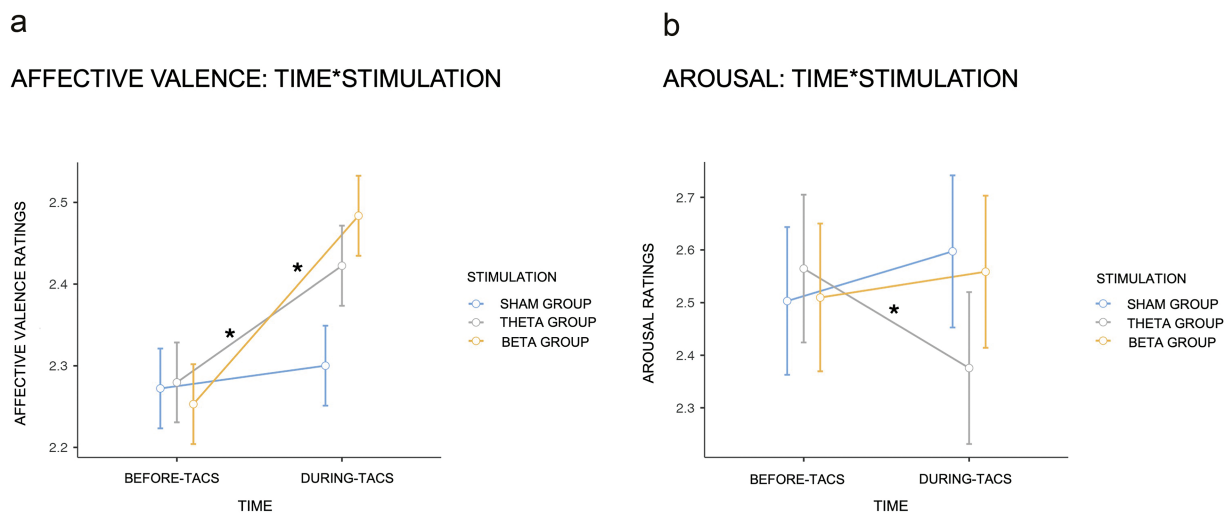 a
AFFECTIVE VALENCE: TIME*STIMULATION
AFFECTIVE VALENCE RATINGS
2.5
2.4
2.3
2.2
*
*
BEFORE-TACS
DURING-TACS
TIME
STIMULATION
SHAM GROUP
THETA GROUP
BETA GROUP
b
AROUSAL: TIME*STIMULATION
AROUSAL RATINGS
2.7
2.6
2.5
2.4
2.3
*
BEFORE-TACS
DURING-TACS
TIME
STIMULATION
SHAM GROUP
THETA GROUP
BETA GROUP